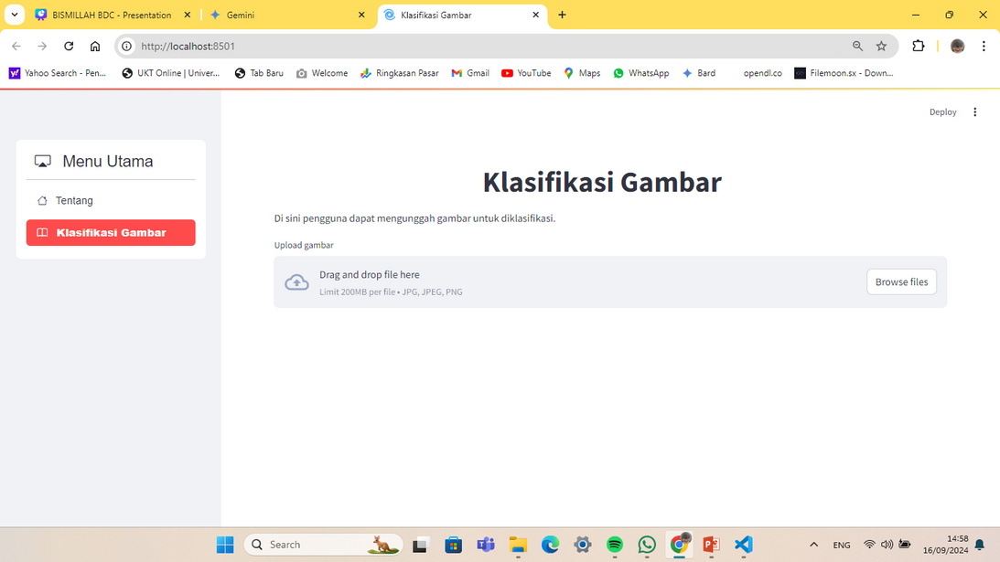 BISMILLAH BDC - Presentation
Gemini
Klasifikasi Gambar
http://localhost:8501
Yahoo Search - Pen...
UKT Online | Univer...
Tab Baru
Welcome
Ringkasan Pasar
Gmail
YouTube
Maps
WhatsApp
Bard
opendl.co
Filemoon.sx - Down...
Deploy
Menu Utama
Tentang
Klasifikasi Gambar
Klasifikasi Gambar
Di sini pengguna dapat mengunggah gambar untuk diklasifikasi.
Upload gambar
Drag and drop file here
Limit 200MB per file • JPG, JPEG, PNG
Browse files
Search
ENG
14:58
16/09/2024